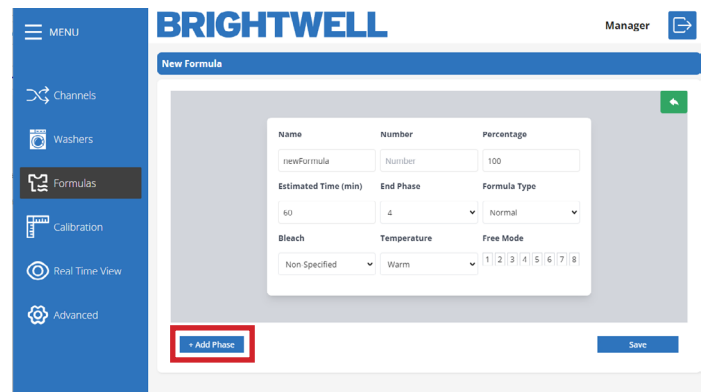 MENU
BRIGHTWELL
Manager
New Formula
Channels
Washers
Formulas
Calibration
Real Time View
Advanced
Name Number Percentage
newFormula Number 100
Estimated Time (min) End Phase Formula Type
60 4 Normal
Bleach Temperature Free Mode
Non Specified Warm 1 2 3 4 5 6 7 8
+ Add Phase Save